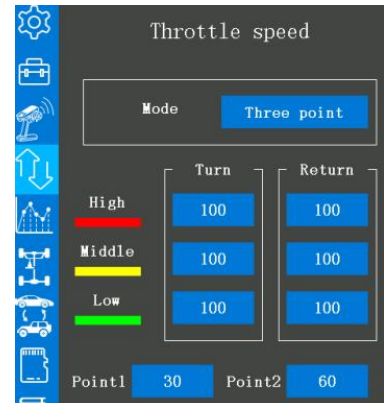 Throttle speed
Mode Three point
Turn Return
High 100 100
Middle 100 100
Low 100 100
Point1 30 Point2 60